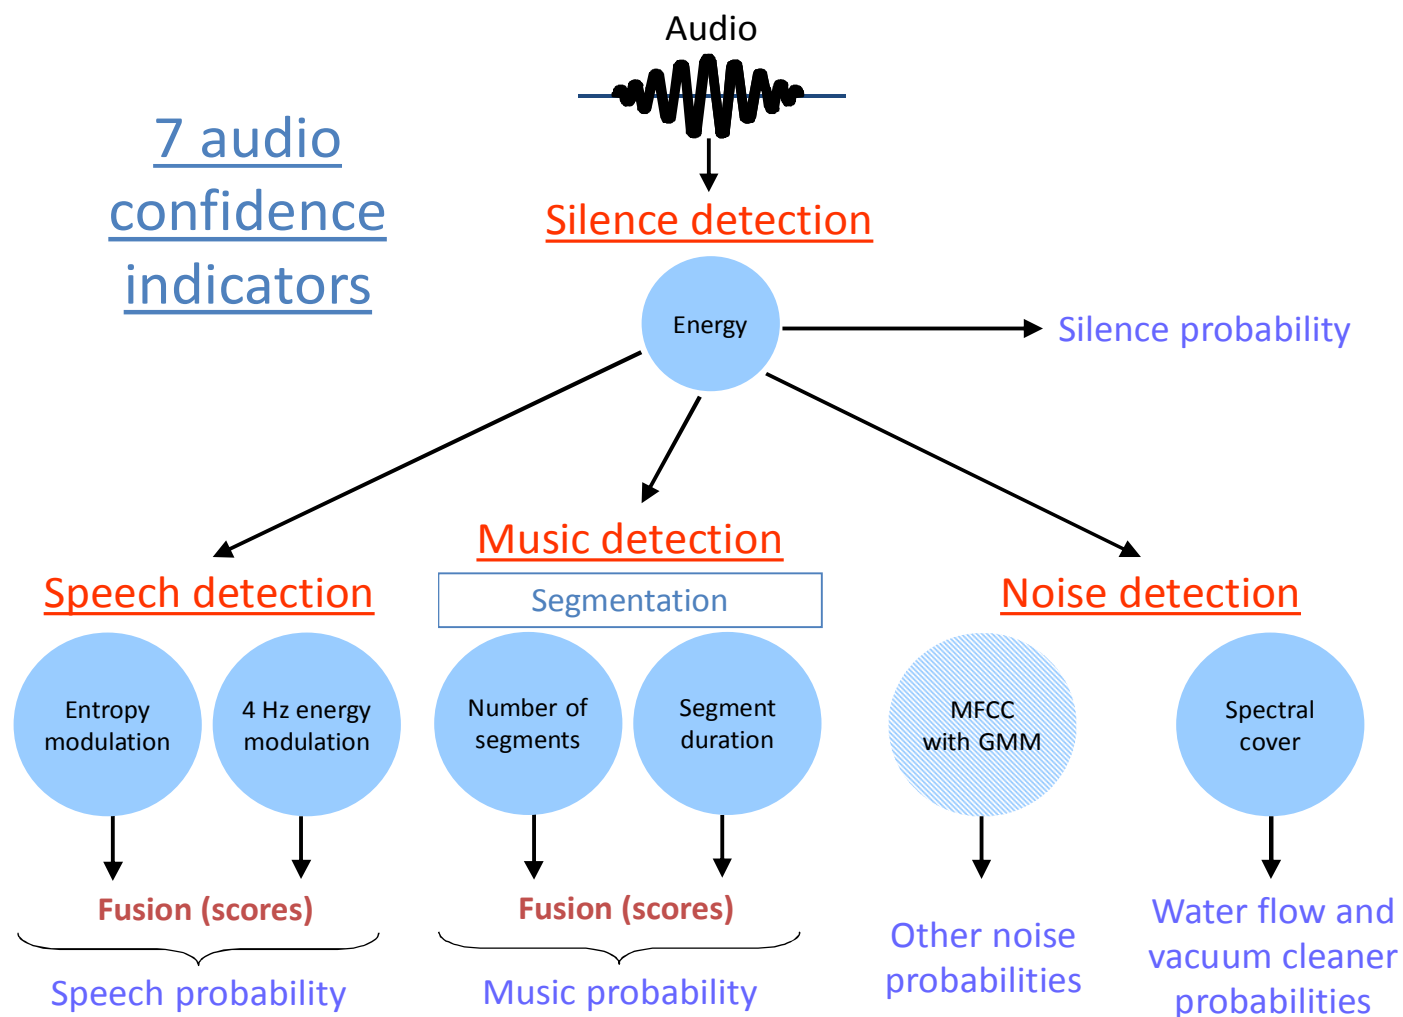 Audio
7 audio
confidence
indicators
Silence detection
Energy
Silence probability
Speech detection
Music detection
Segmentation
Noise detection
Entropy
modulation
4 Hz energy
modulation
Number of
segments
Segment
duration
MFCC
with GMM
Spectral
cover
Fusion (scores)
Fusion (scores)
Speech probability
Music probability
Other noise
probabilities
Water flow and
vacuum cleaner
probabilities